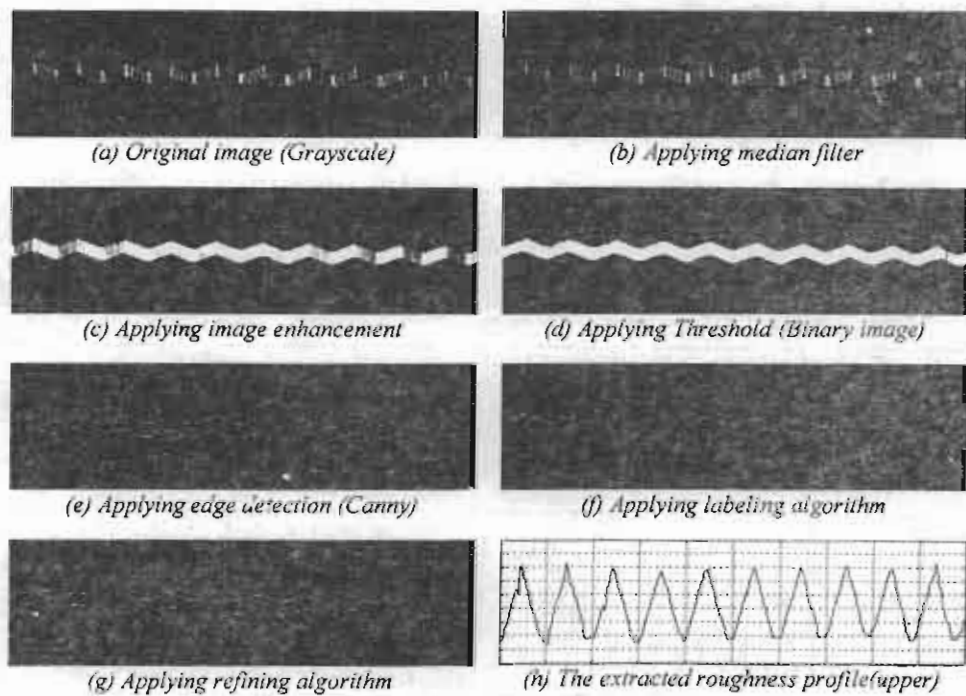 (a) Original image (Grayscale)
(b) Applying median filter
(c) Applying image enhancement
(d) Applying Threshold (Binary image)
(e) Applying edge detection (Canny)
(f) Applying labeling algorithm
(g) Applying refining algorithm
(h) The extracted roughness profile(upper)